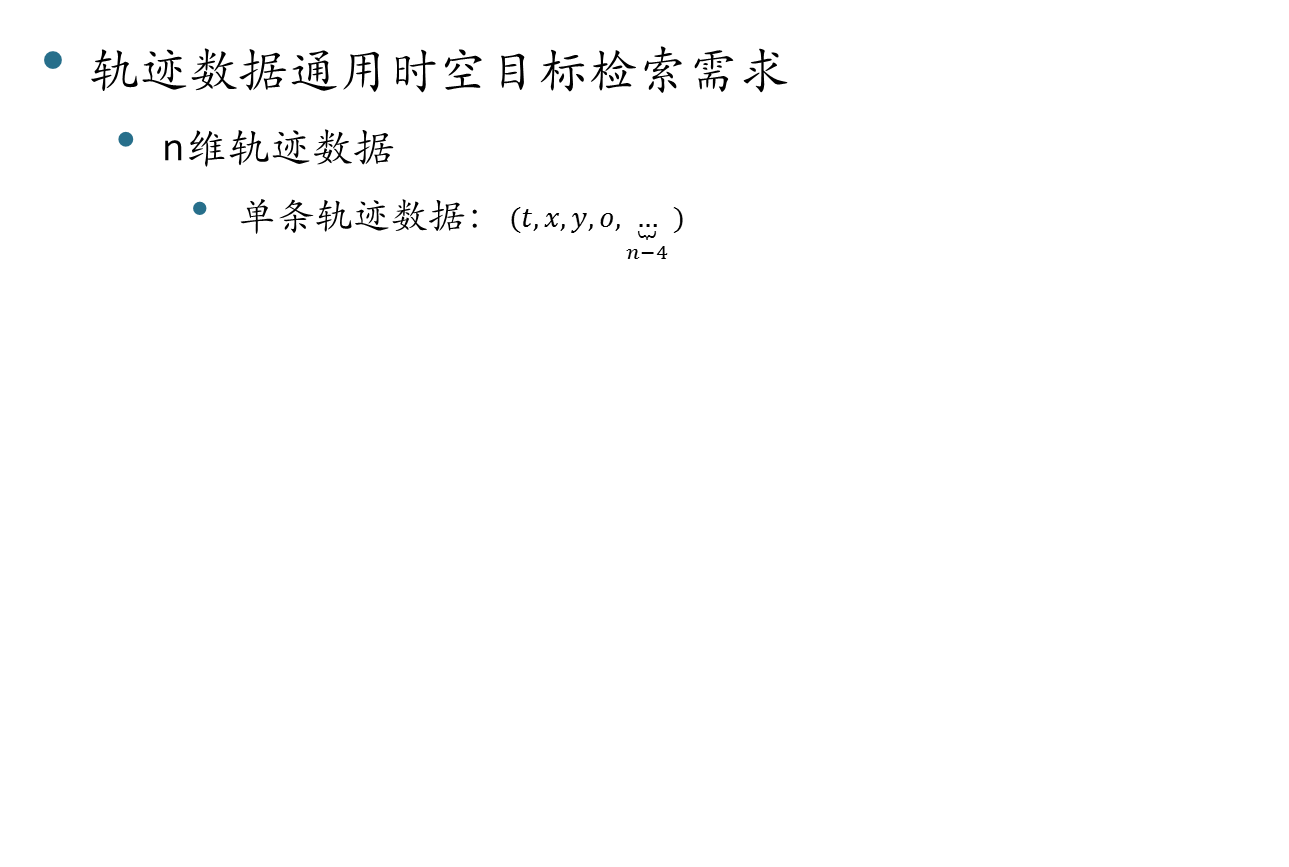 • 轨迹数据通用时空目标检索需求
• n维轨迹数据
• 单条轨迹数据： (t, x, y, o, … )
n−4